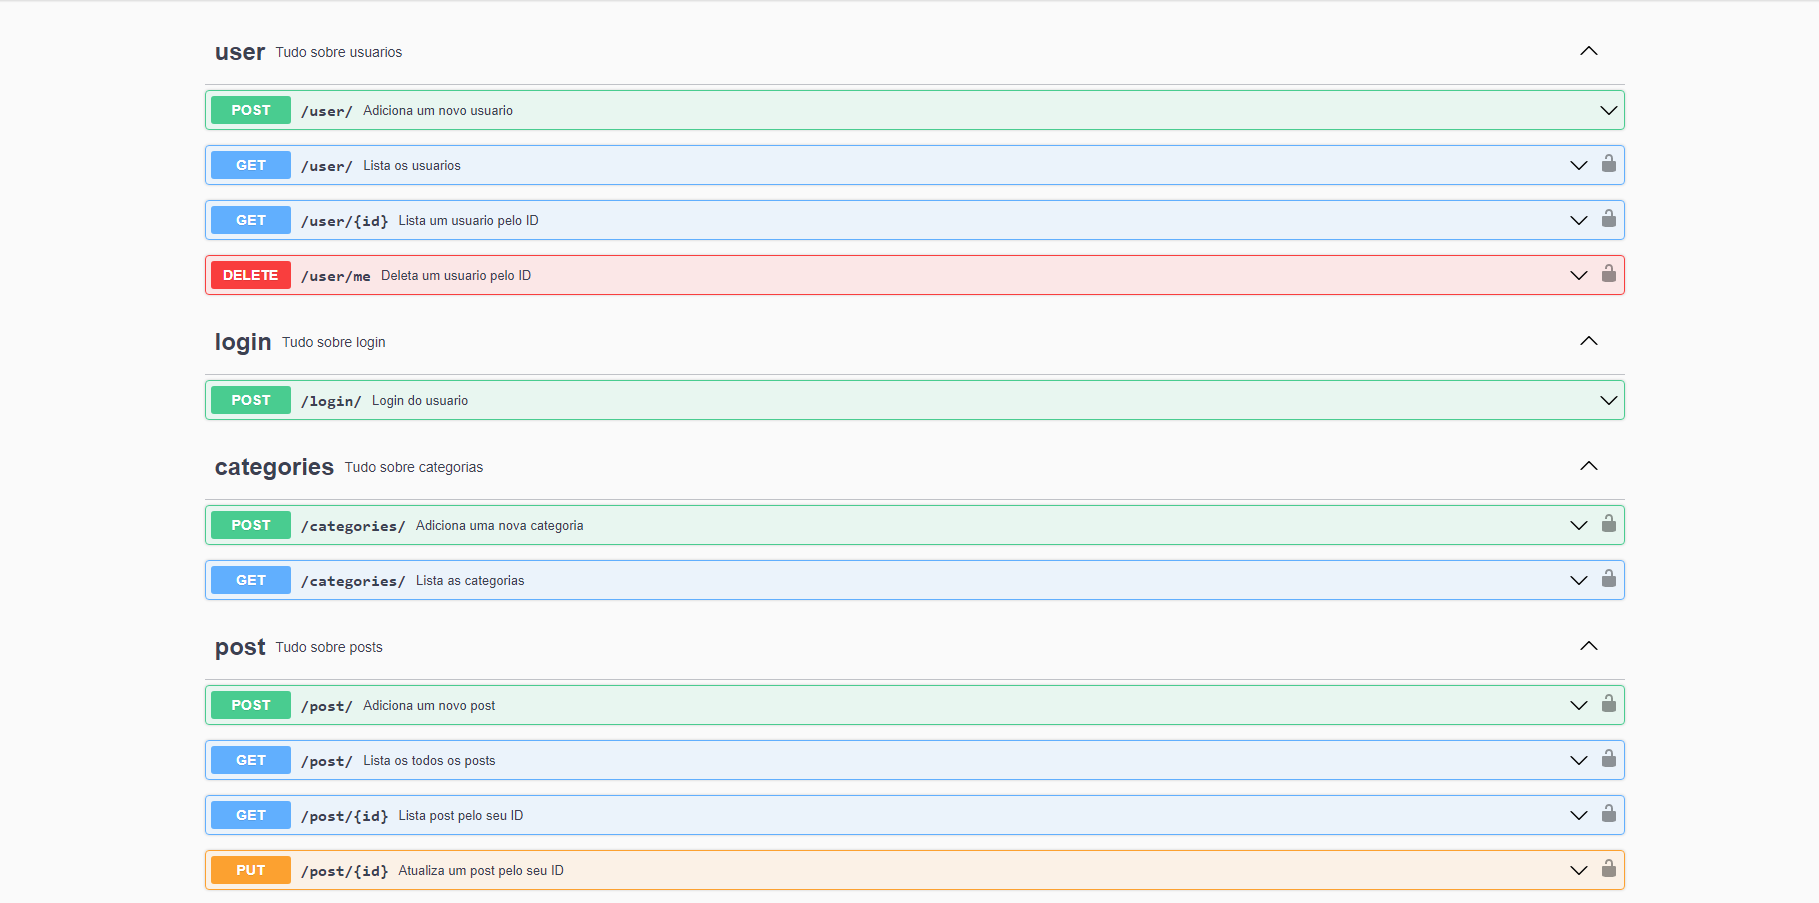 user Tudo sobre usuarios
POST /user/ Adiciona um novo usuario
GET /user/ Lista os usuarios
GET /user/{id} Lista um usuario pelo ID
DELETE /user/me Deleta um usuario pelo ID
login Tudo sobre login
POST /login/ Login do usuario
categories Tudo sobre categorias
POST /categories/ Adiciona uma nova categoria
GET /categories/ Lista as categorias
post Tudo sobre posts
POST /post/ Adiciona um novo post
GET /post/ Lista os todos os posts
GET /post/{id} Lista post pelo seu ID
PUT /post/{id} Atualiza um post pelo seu ID